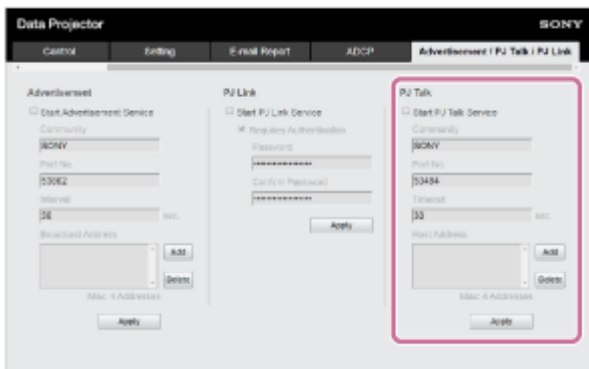 Data Projector
SONY
Control
Setting
E-mail Report
ADCP
Advertisement / PJ Talk / PJ Link
Advertisement
Start Advertisement Service
Community
SONY
Port No.
53862
Interval
30 sec.
Broadcast Address
Add
Delete
Max: 4 Addresses
Apply
PJ Link
Start PJ Link Service
Requires Authentication
Password
Confirm Password
Apply
PJ Talk
Start PJ Talk Service
Community
SONY
Port No.
53484
Timeout
30 sec.
Host Address
Add
Delete
Max: 4 Addresses
Apply